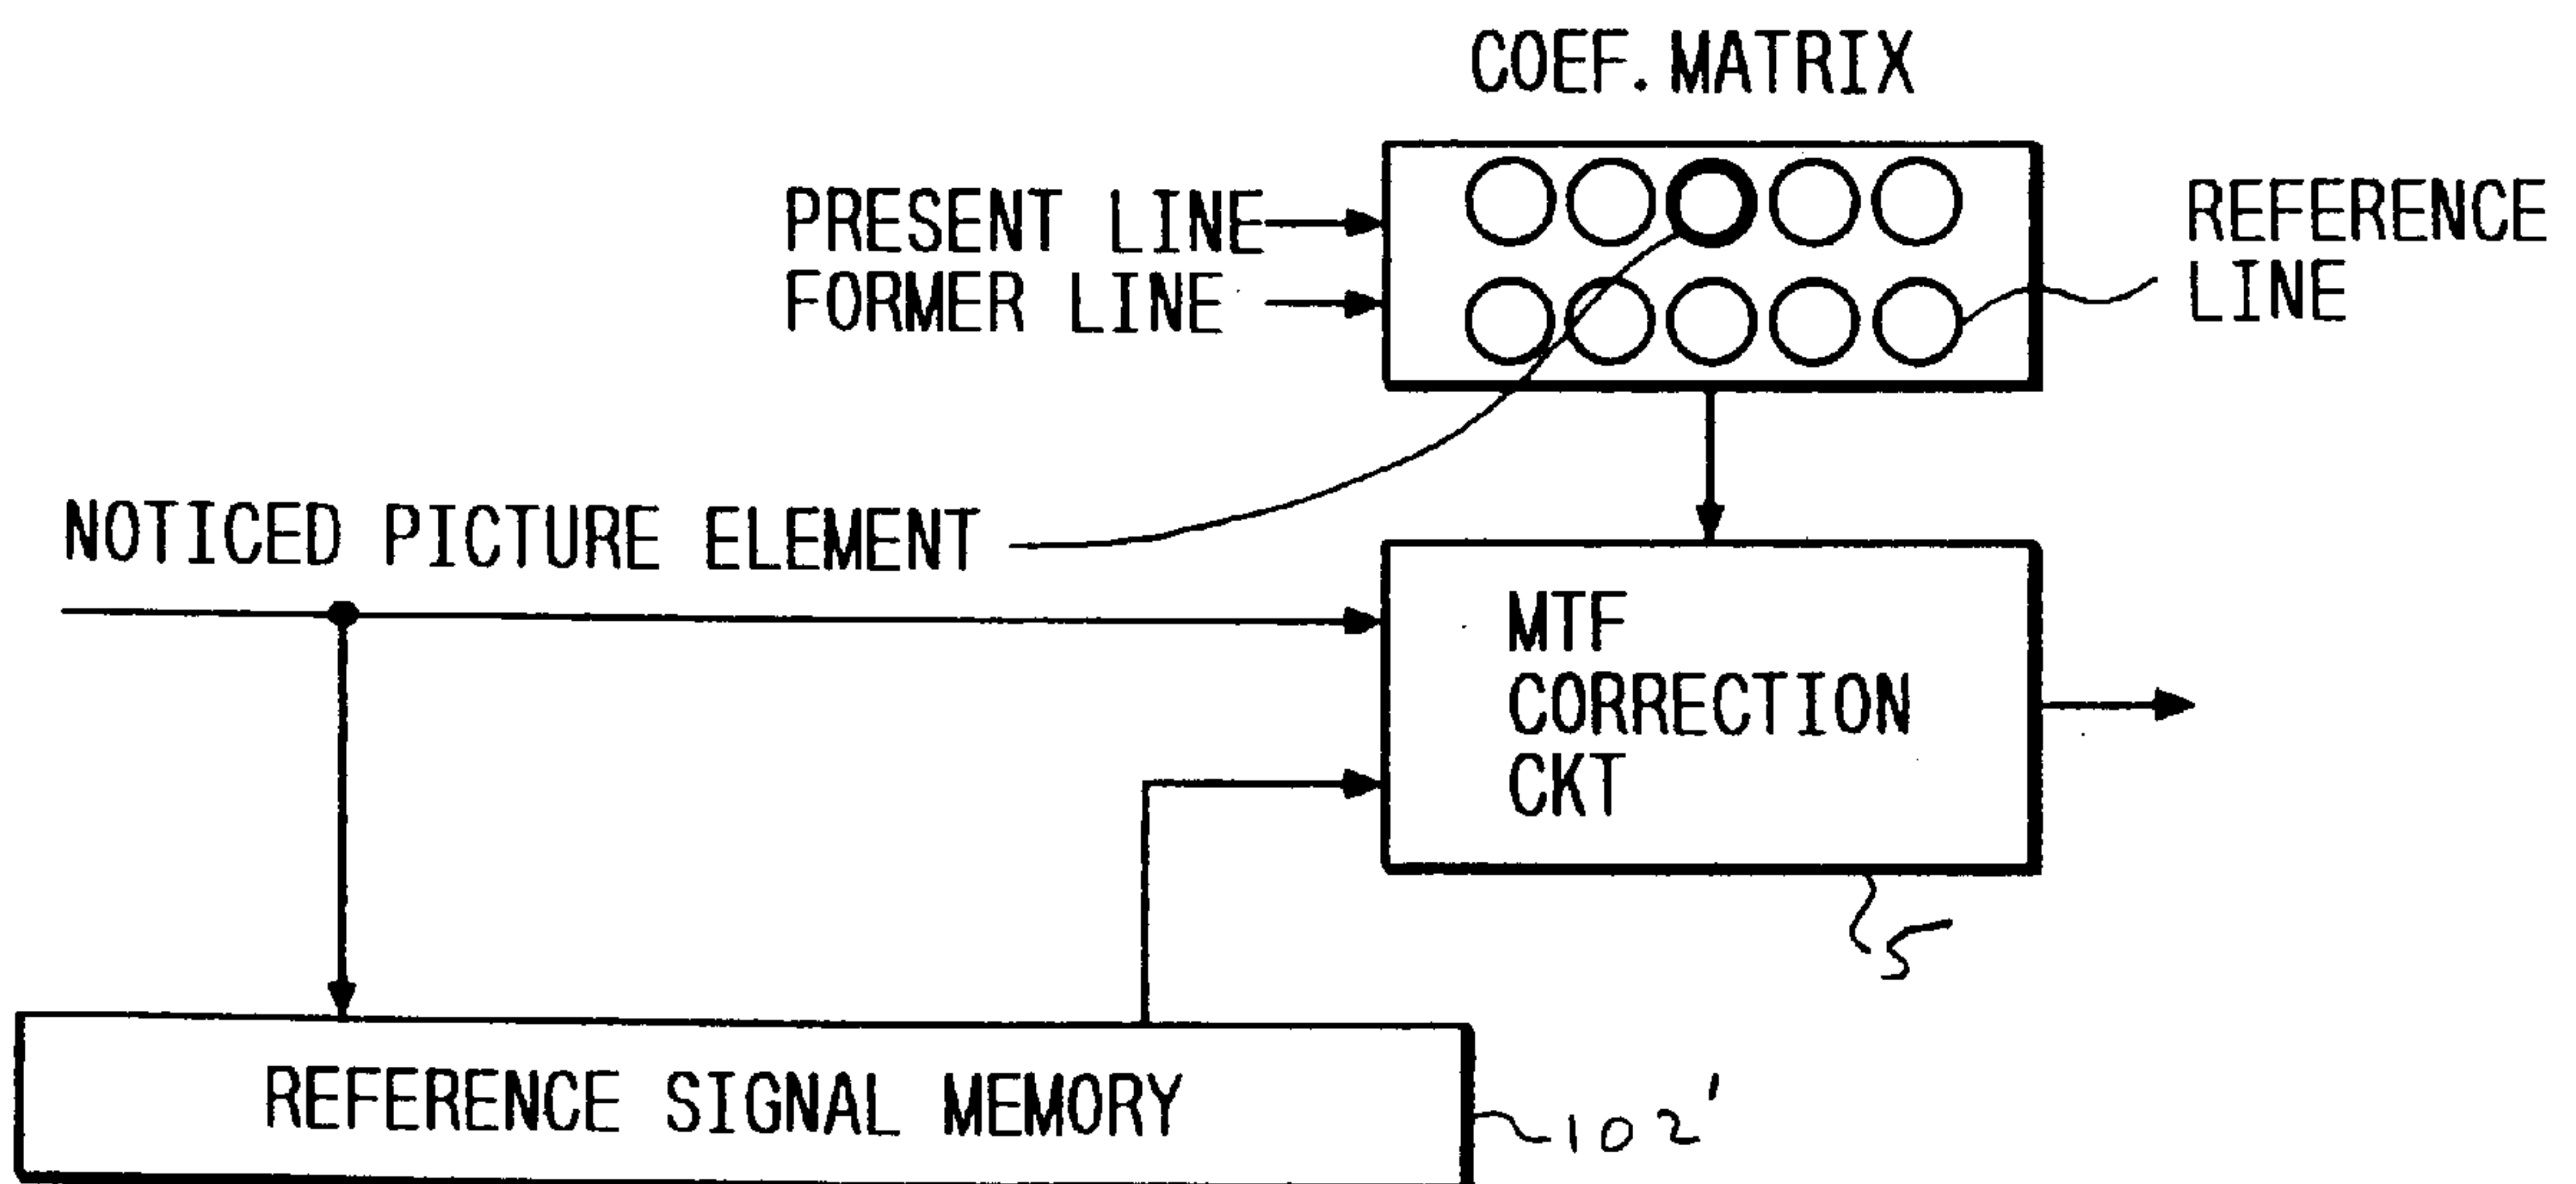 COEF. MATRIX
PRESENT LINE
FORMER LINE
REFERENCE
LINE
NOTICED PICTURE ELEMENT
MTF
CORRECTION
CKT
5
REFERENCE SIGNAL MEMORY
102'